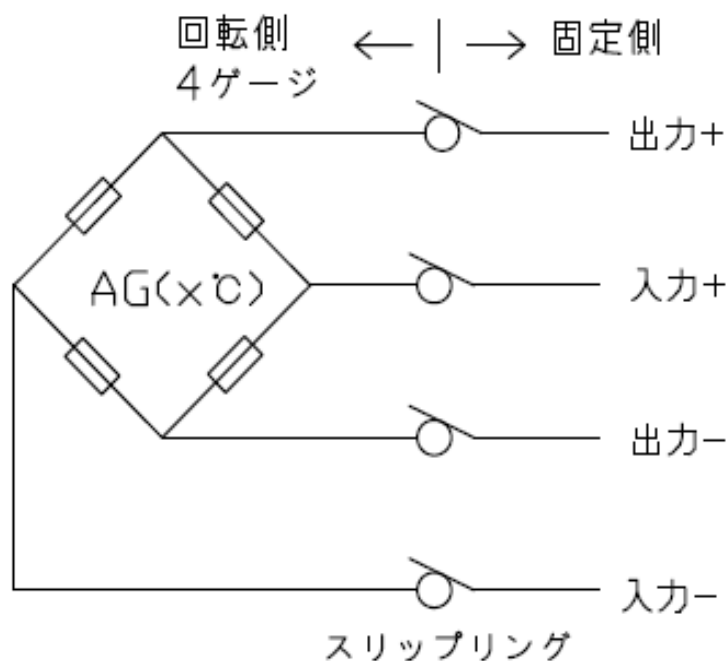 回転側 ← | → 固定側
4ゲージ
出力+
AG(x℃)
入力+
出力-
入力-
スリップリング